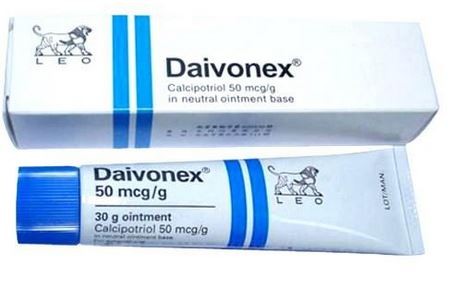 LEO
Daivonex®
Calcipotriol 50 mcg/g
in neutral ointment base
Daivonex®
50 mcg/g
30 g ointment
Calcipotriol 50 mcg/g
in neutral ointment base
LEO
LOT/MAN